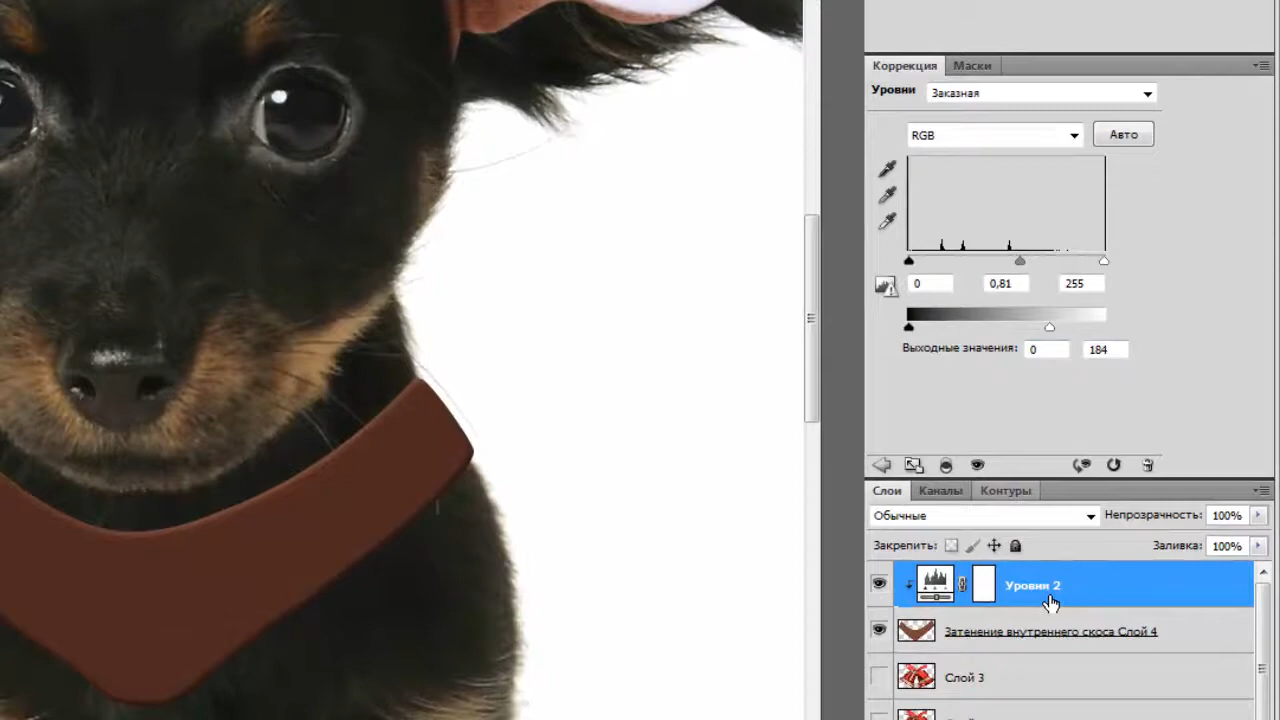 Коррекция Маски
Уровни Заказная
RGB Авто
0 0,81 255
Выходные значения: 0 184
Слои Каналы Контуры
Обычные Непрозрачность: 100%
Закрепить: Заливка: 100%
Уровни 2
Затенение внутреннего скоса Слой 4
Слой 3